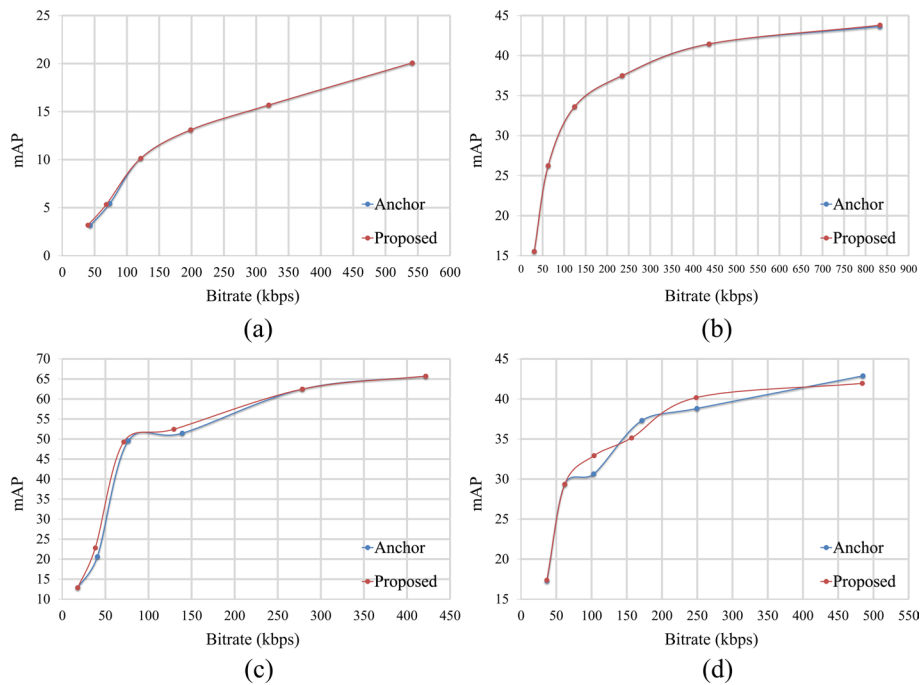 25
20
15
10
5
0
mAP
Anchor
Proposed
0 50 100 150 200 250 300 350 400 450 500 550 600
Bitrate (kbps)
(a)
45
40
35
30
25
20
15
mAP
Anchor
Proposed
0 50 100 150 200 250 300 350 400 450 500 550 600 650 700 750 800 850 900
Bitrate (kbps)
(b)
70
65
60
55
50
45
40
35
30
25
20
15
10
mAP
Anchor
Proposed
0 50 100 150 200 250 300 350 400 450
Bitrate (kbps)
(c)
45
40
35
30
25
20
15
mAP
Anchor
Proposed
0 50 100 150 200 250 300 350 400 450 500 550
Bitrate (kbps)
(d)